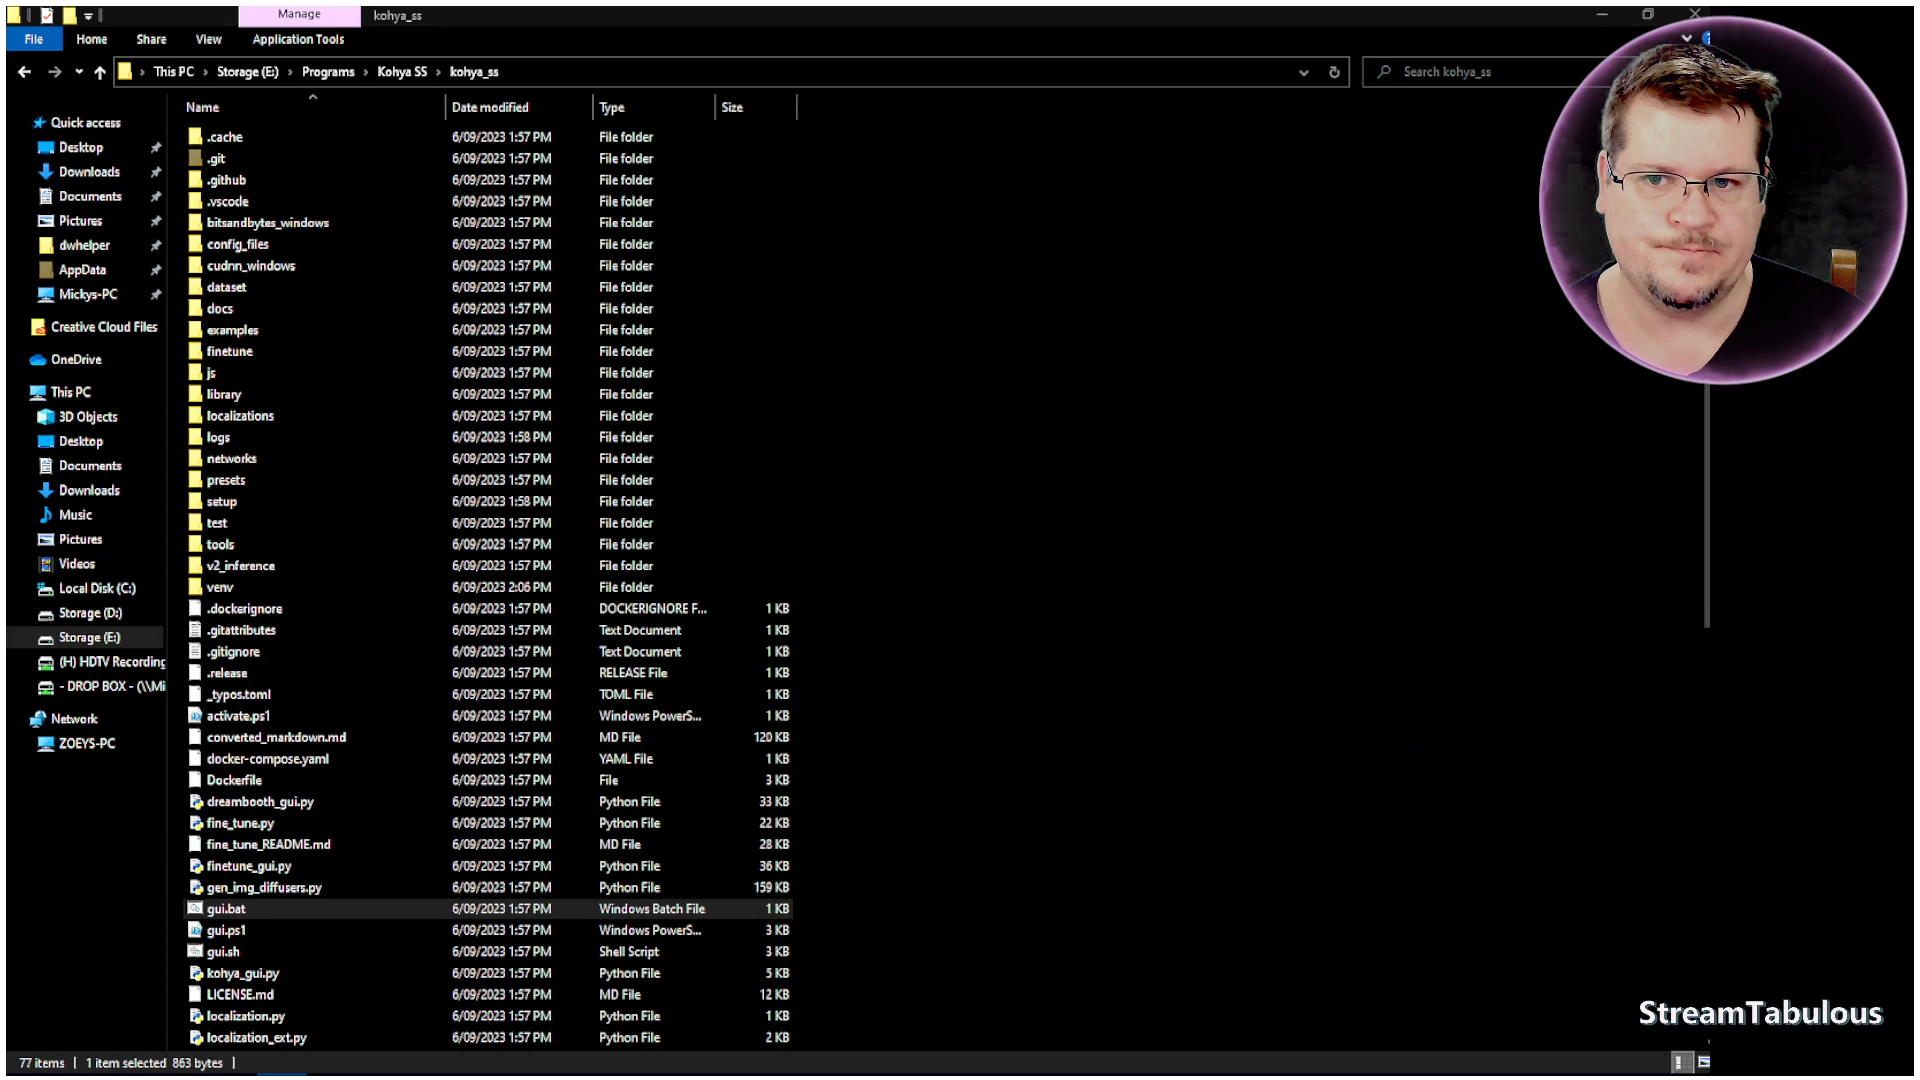 Manage
kohya_ss
File Home Share View Application Tools
This PC Storage (E:) Programs Kohya SS kohya_ss
Search kohya_ss
Name Date modified Type Size
Quick access
Desktop
Downloads
Documents
Pictures
dwhelper
AppData
Mickys-PC
Creative Cloud Files
OneDrive
This PC
3D Objects
Desktop
Documents
Downloads
Music
Pictures
Videos
Local Disk (C:)
Storage (D:)
Storage (E:)
(H) HDTV Recording
- DROP BOX - (\\Mi
Network
ZOEYS-PC
.cache 6/09/2023 1:57 PM File folder
.git 6/09/2023 1:57 PM File folder
.github 6/09/2023 1:57 PM File folder
.vscode 6/09/2023 1:57 PM File folder
bitsandbytes_windows 6/09/2023 1:57 PM File folder
config_files 6/09/2023 1:57 PM File folder
cudnn_windows 6/09/2023 1:57 PM File folder
dataset 6/09/2023 1:57 PM File folder
docs 6/09/2023 1:57 PM File folder
examples 6/09/2023 1:57 PM File folder
finetune 6/09/2023 1:57 PM File folder
js 6/09/2023 1:57 PM File folder
library 6/09/2023 1:57 PM File folder
localizations 6/09/2023 1:57 PM File folder
logs 6/09/2023 1:58 PM File folder
networks 6/09/2023 1:57 PM File folder
presets 6/09/2023 1:57 PM File folder
setup 6/09/2023 1:58 PM File folder
test 6/09/2023 1:57 PM File folder
tools 6/09/2023 1:57 PM File folder
v2_inference 6/09/2023 1:57 PM File folder
venv 6/09/2023 2:06 PM File folder
.dockerignore 6/09/2023 1:57 PM DOCKERIGNORE F... 1 KB
.gitattributes 6/09/2023 1:57 PM Text Document 1 KB
.gitignore 6/09/2023 1:57 PM Text Document 1 KB
.release 6/09/2023 1:57 PM RELEASE File 1 KB
_typos.toml 6/09/2023 1:57 PM TOML File 1 KB
activate.ps1 6/09/2023 1:57 PM Windows PowerS... 1 KB
converted_markdown.md 6/09/2023 1:57 PM MD File 120 KB
docker-compose.yaml 6/09/2023 1:57 PM YAML File 1 KB
Dockerfile 6/09/2023 1:57 PM File 3 KB
dreambooth_gui.py 6/09/2023 1:57 PM Python File 33 KB
fine_tune.py 6/09/2023 1:57 PM Python File 22 KB
fine_tune_README.md 6/09/2023 1:57 PM MD File 28 KB
finetune_gui.py 6/09/2023 1:57 PM Python File 36 KB
gen_img_diffusers.py 6/09/2023 1:57 PM Python File 159 KB
gui.bat 6/09/2023 1:57 PM Windows Batch File 1 KB
gui.ps1 6/09/2023 1:57 PM Windows PowerS... 3 KB
gui.sh 6/09/2023 1:57 PM Shell Script 3 KB
kohya_gui.py 6/09/2023 1:57 PM Python File 5 KB
LICENSE.md 6/09/2023 1:57 PM MD File 12 KB
localization.py 6/09/2023 1:57 PM Python File 1 KB
localization_ext.py 6/09/2023 1:57 PM Python File 2 KB
StreamTabulous
77 items 1 item selected 863 bytes